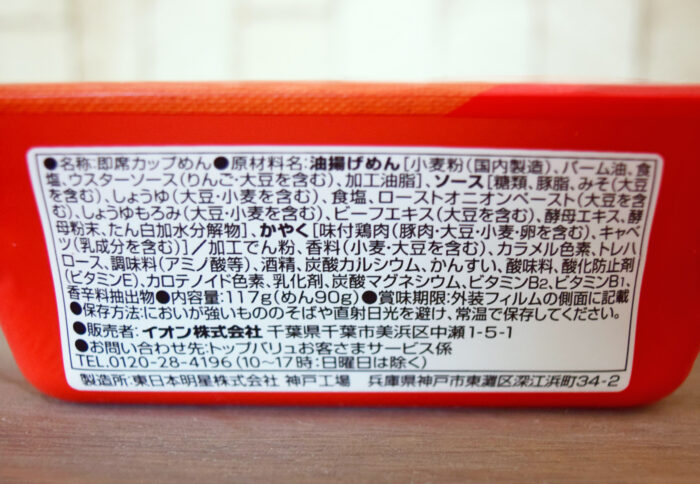 ●名称:即席カップめん●原材料名:油揚げめん[小麦粉(国内製造)、パーム油、食
塩、ウスターソース(りんご・大豆を含む)、加工油脂]、ソース[糖類、豚脂、みそ(大豆
を含む)、しょうゆ(大豆・小麦を含む)、食塩、ローストオニオンペースト(大豆を含
む)、しょうゆもろみ(大豆・小麦を含む)、ビーフエキス(大豆を含む)、酵母エキス、酵
母粉末、たん白加水分解物]、かやく[味付鶏肉(豚肉・大豆・小麦・卵を含む)、キャベ
ツ(乳成分を含む)]/加工でん粉、香料(小麦・大豆を含む)、カラメル色素、トレハ
ロース、調味料(アミノ酸等)、酒精、炭酸カルシウム、かんすい、酸味料、酸化防止剤
(ビタミンE)、カロテノイド色素、乳化剤、炭酸マグネシウム、ビタミンB2、ビタミンB1、
香辛料抽出物●内容量:117g(めん90g)●賞味期限:外装フィルムの側面に記載
●保存方法:においが強いもののそばや直射日光を避け、常温で保存してください。
●販売者:イオン株式会社 千葉県千葉市美浜区中瀬1-5-1
●お問い合わせ先:トップバリュお客さまサービス係
TEL.0120-28-4196(10〜17時:日曜日は除く)
製造所:東日本明星株式会社 神戸工場 兵庫県神戸市東灘区深江浜町34-2